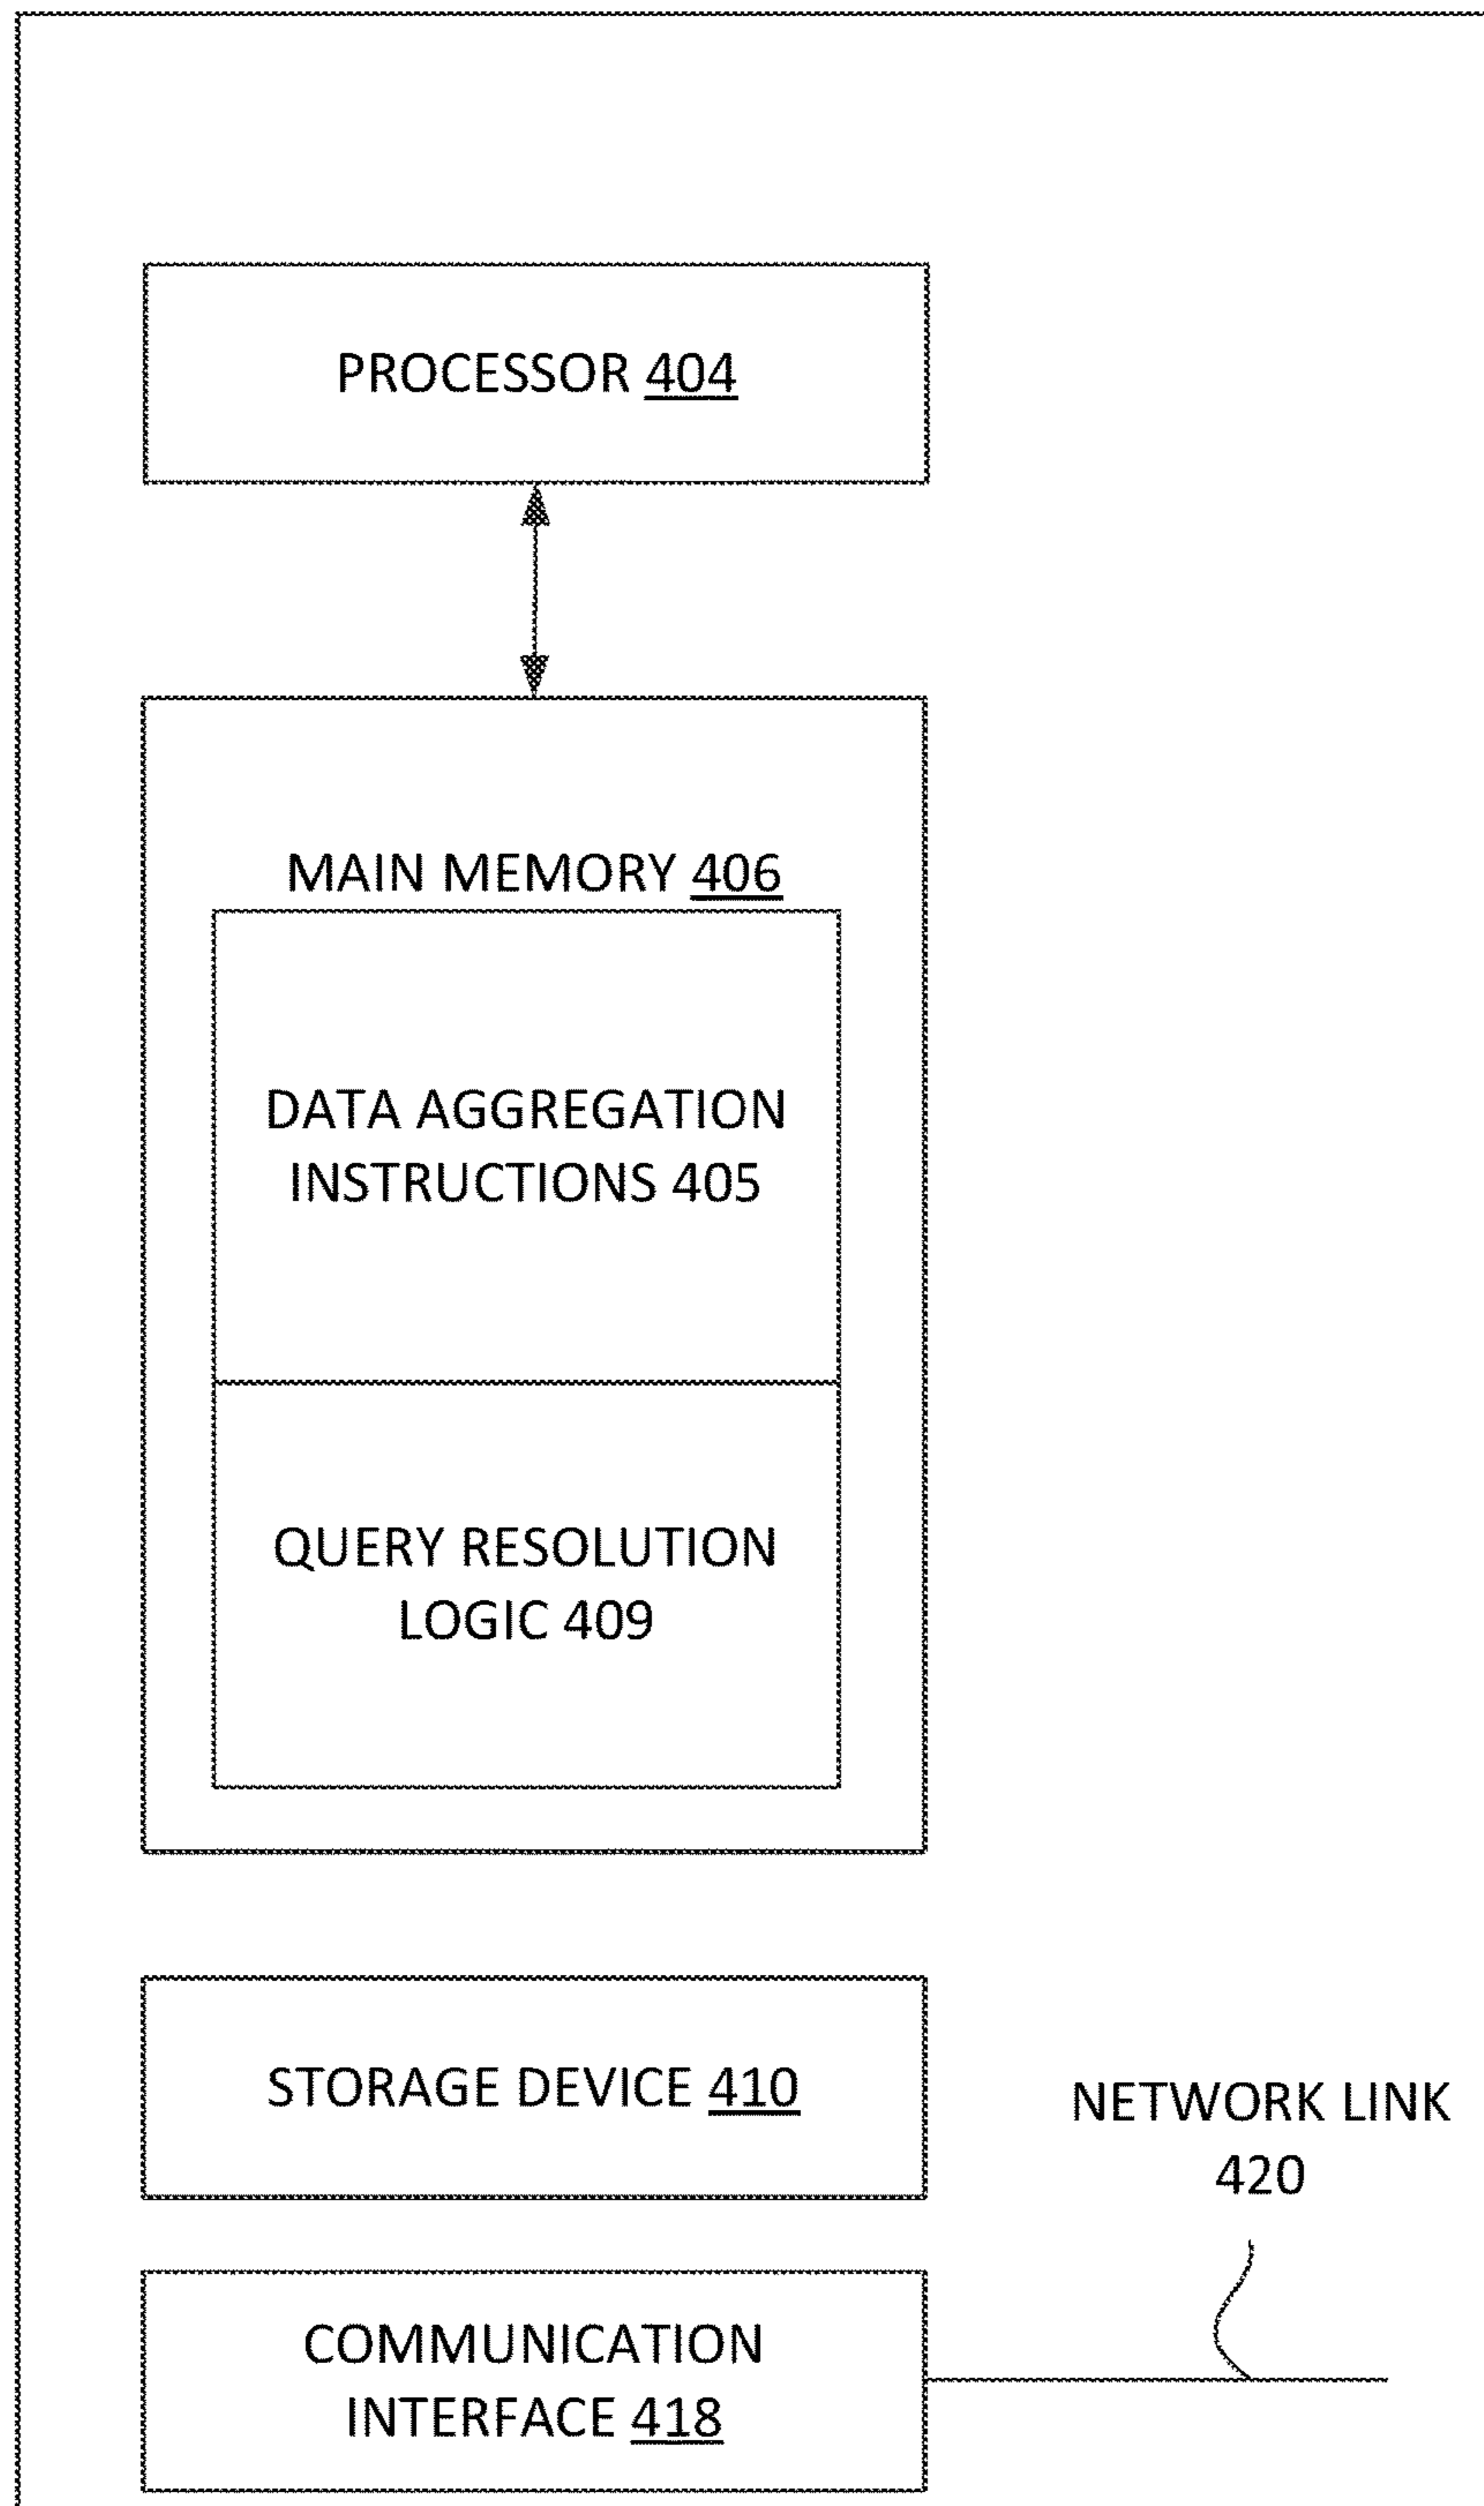 PROCESSOR 404
MAIN MEMORY 406
DATA AGGREGATION
INSTRUCTIONS 405
QUERY RESOLUTION
LOGIC 409
STORAGE DEVICE 410
NETWORK LINK
420
COMMUNICATION
INTERFACE 418